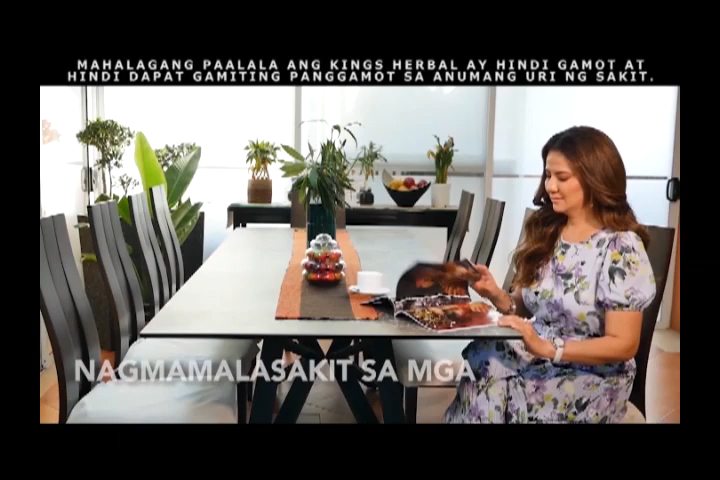 MAHALAGANG PAALALA ANG KINGS HERBAL AY HINDI GAMOT AT
HINDI DAPAT GAMITING PANGGAMOT SA ANUMANG URI NG SAKIT.
NAGMAMALASAKIT SA MGA